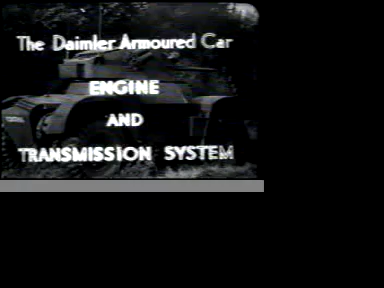 The Daimler Armoured Car
ENGINE
AND
TRANSMISSION SYSTEM